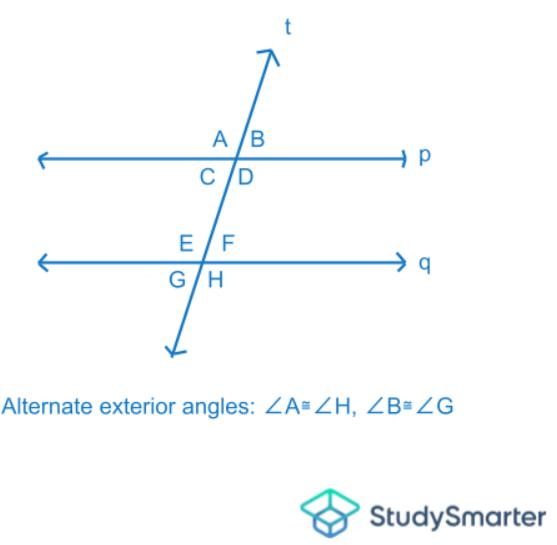 t
A B
p
C D
E F
q
G H
Alternate exterior angles: ∠A≅∠H, ∠B≅∠G
StudySmarter